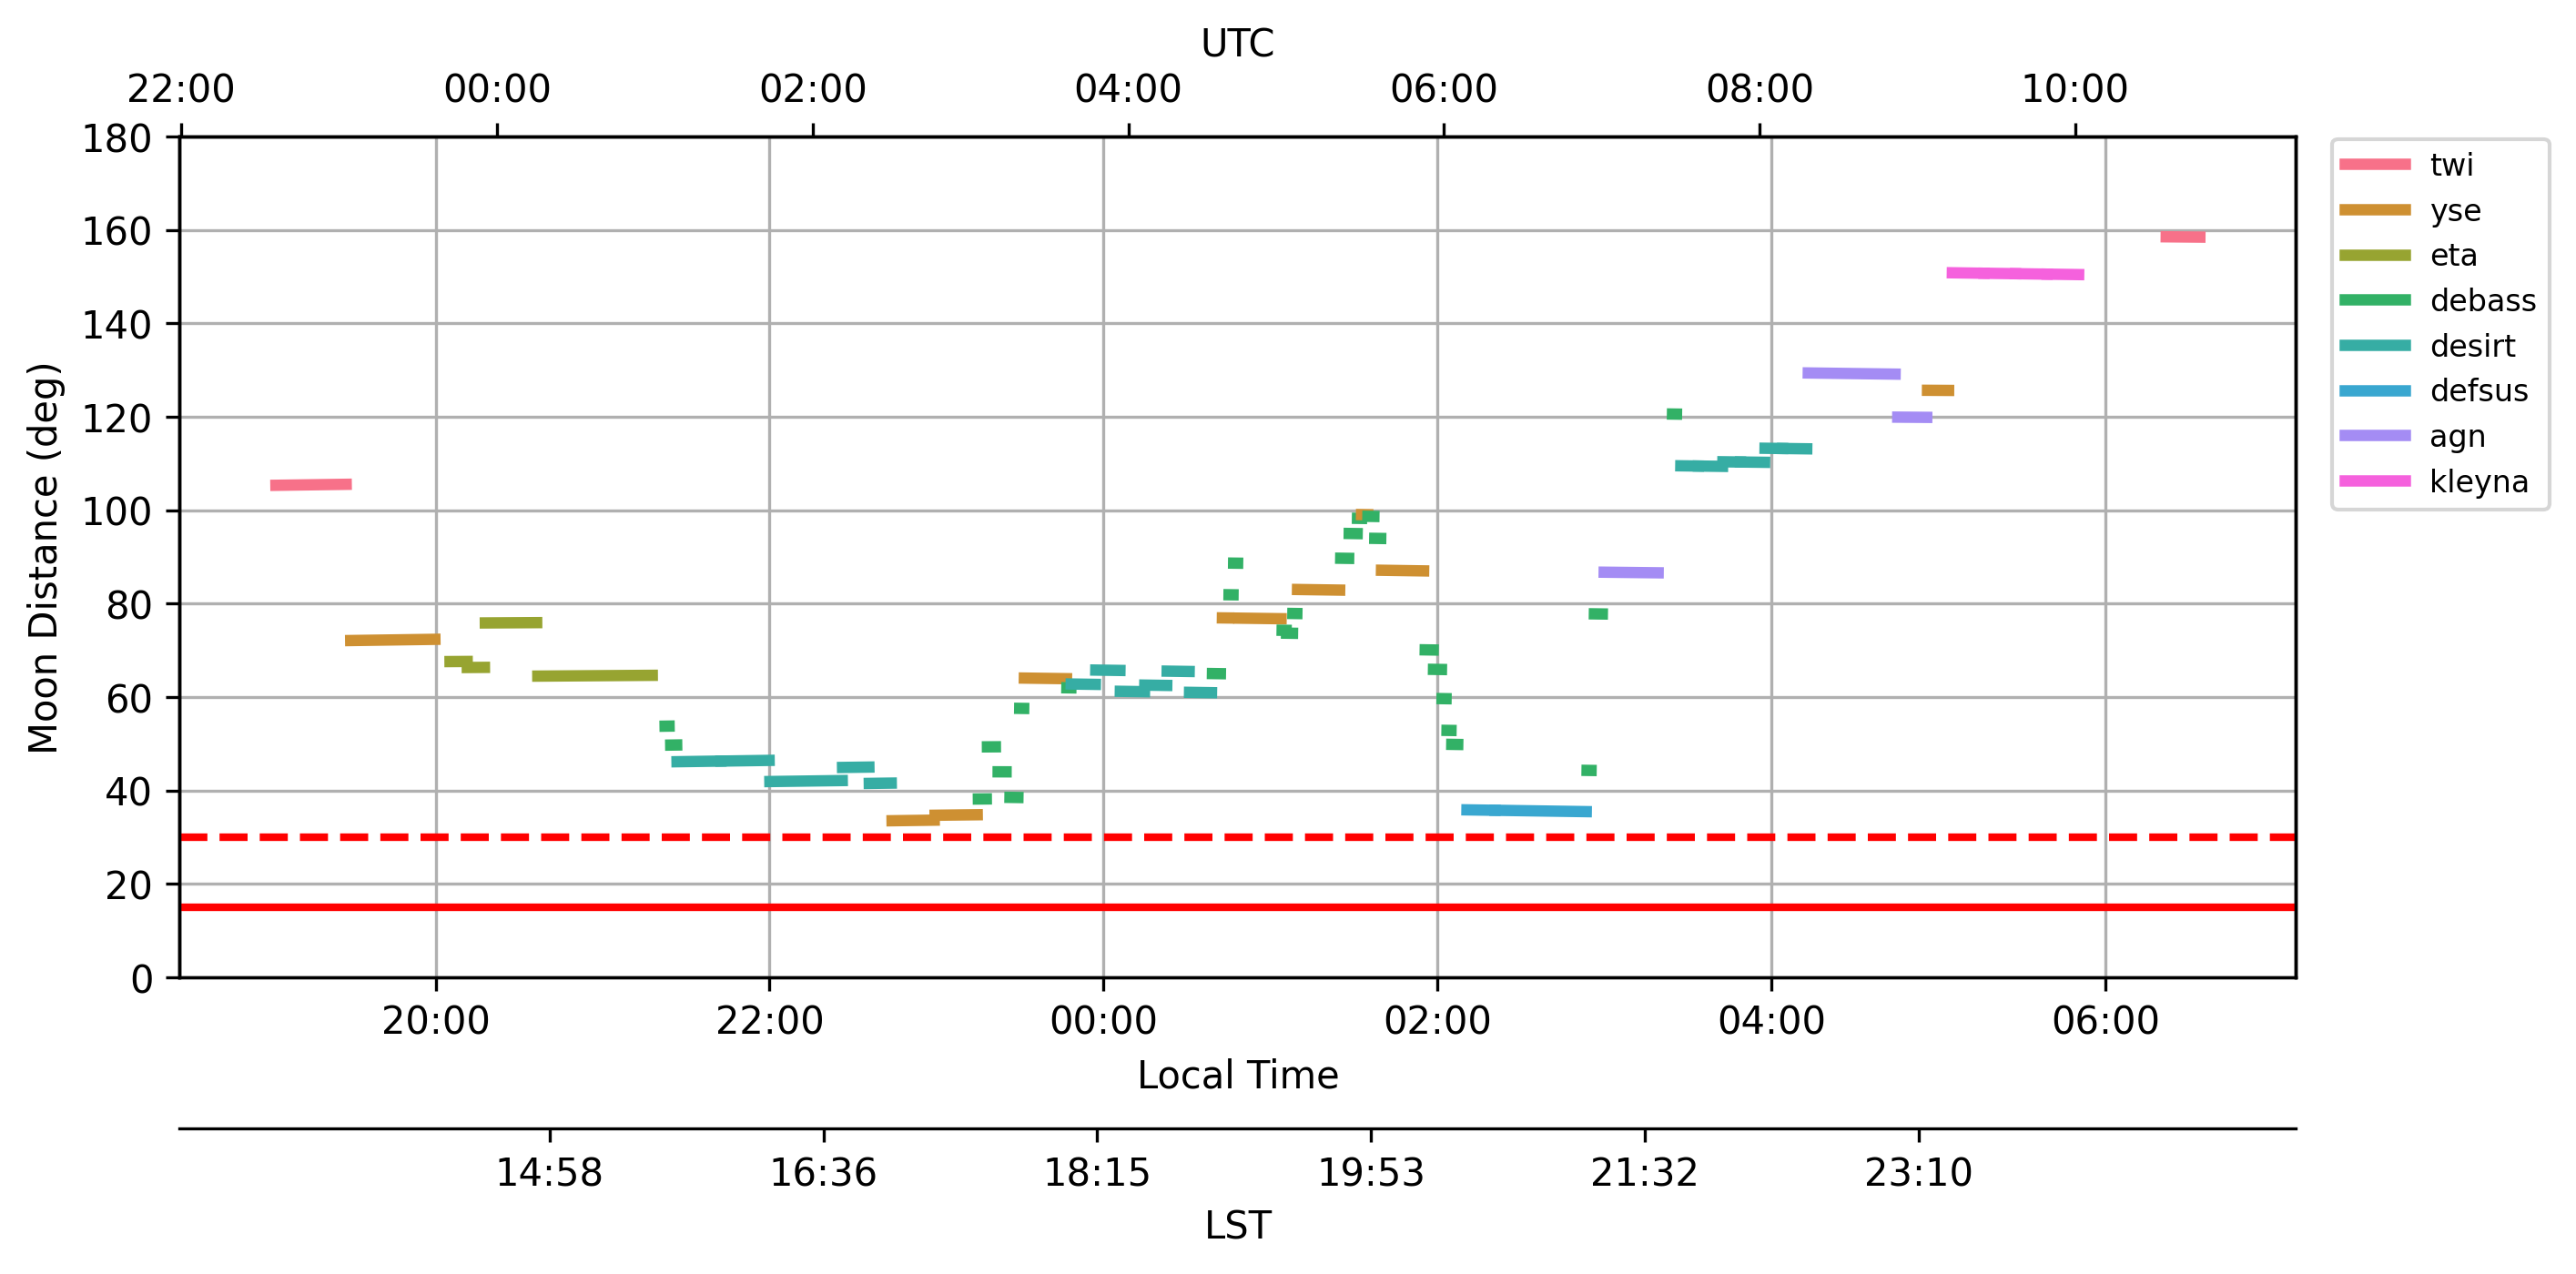 UTC
22:00 00:00 02:00 04:00 06:00 08:00 10:00
180
160
140
120
100
80
60
40
20
0
Moon Distance (deg)
twi
yse
eta
debass
desirt
defsus
agn
kleyna
20:00 22:00 00:00 02:00 04:00 06:00
Local Time
14:58 16:36 18:15 19:53 21:32 23:10
LST